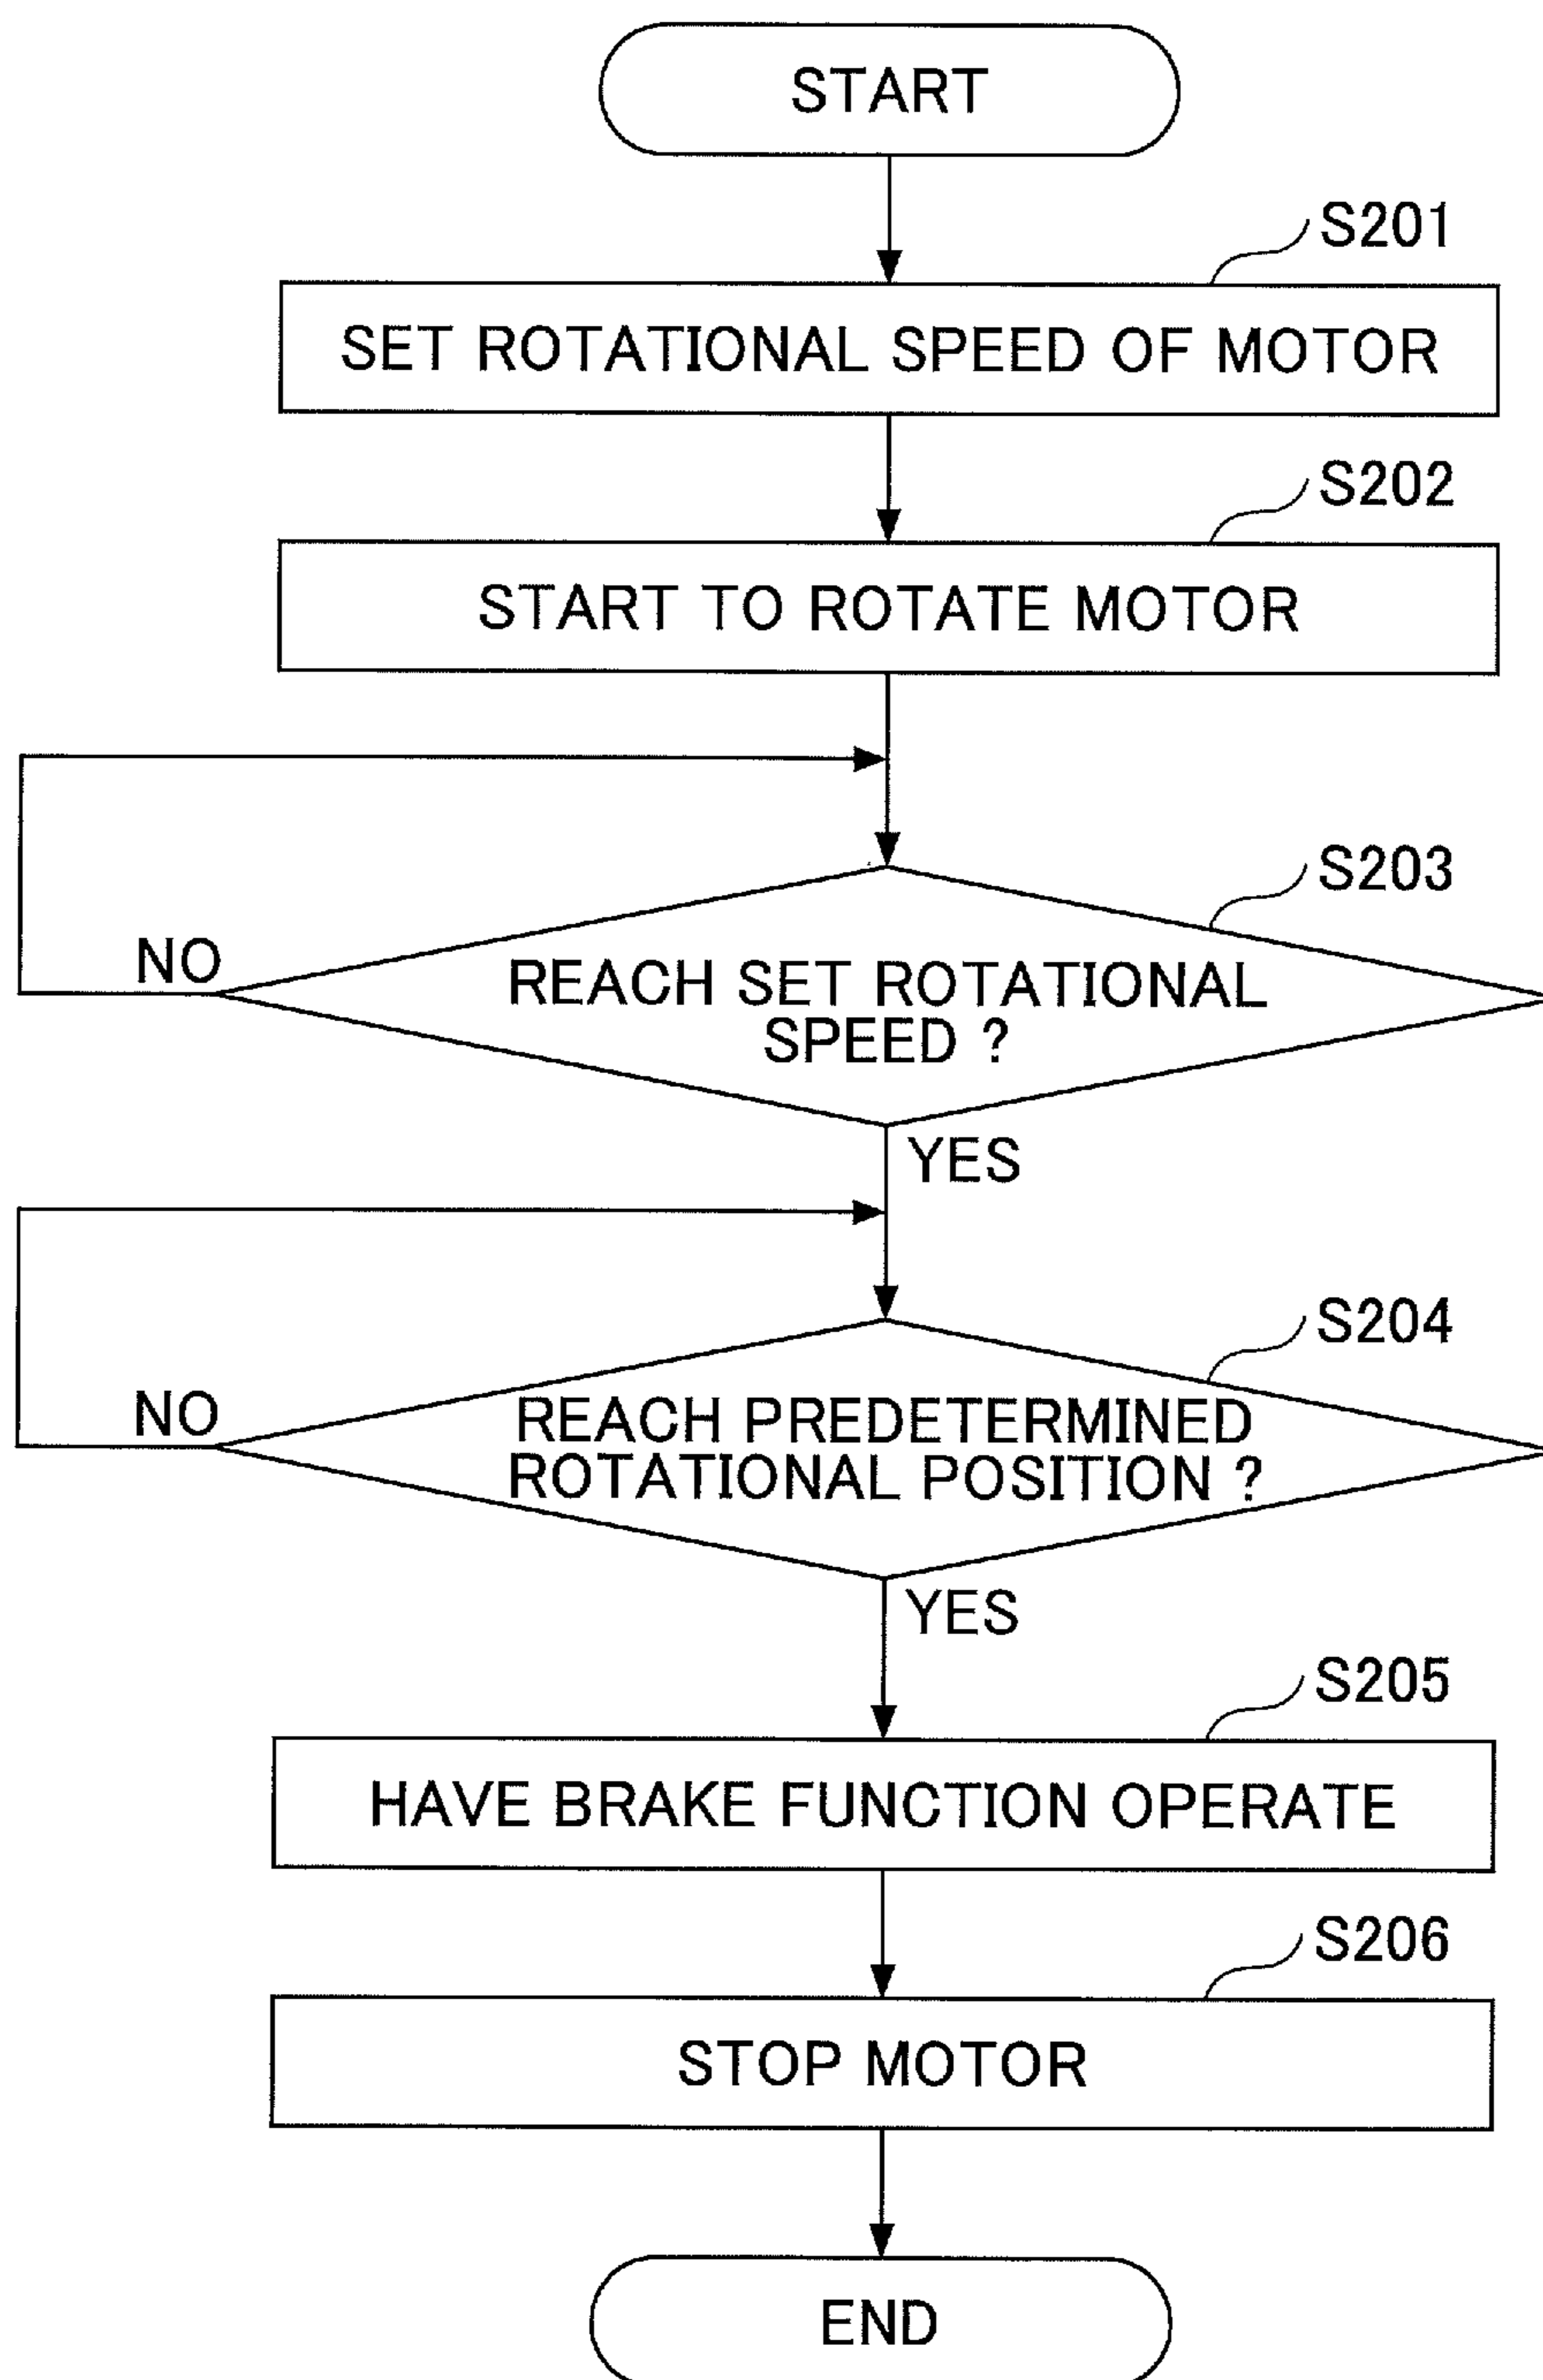 START
S201
SET ROTATIONAL SPEED OF MOTOR
S202
START TO ROTATE MOTOR
S203
NO
REACH SET ROTATIONAL
SPEED ?
YES
S204
NO
REACH PREDETERMINED
ROTATIONAL POSITION ?
YES
S205
HAVE BRAKE FUNCTION OPERATE
S206
STOP MOTOR
END